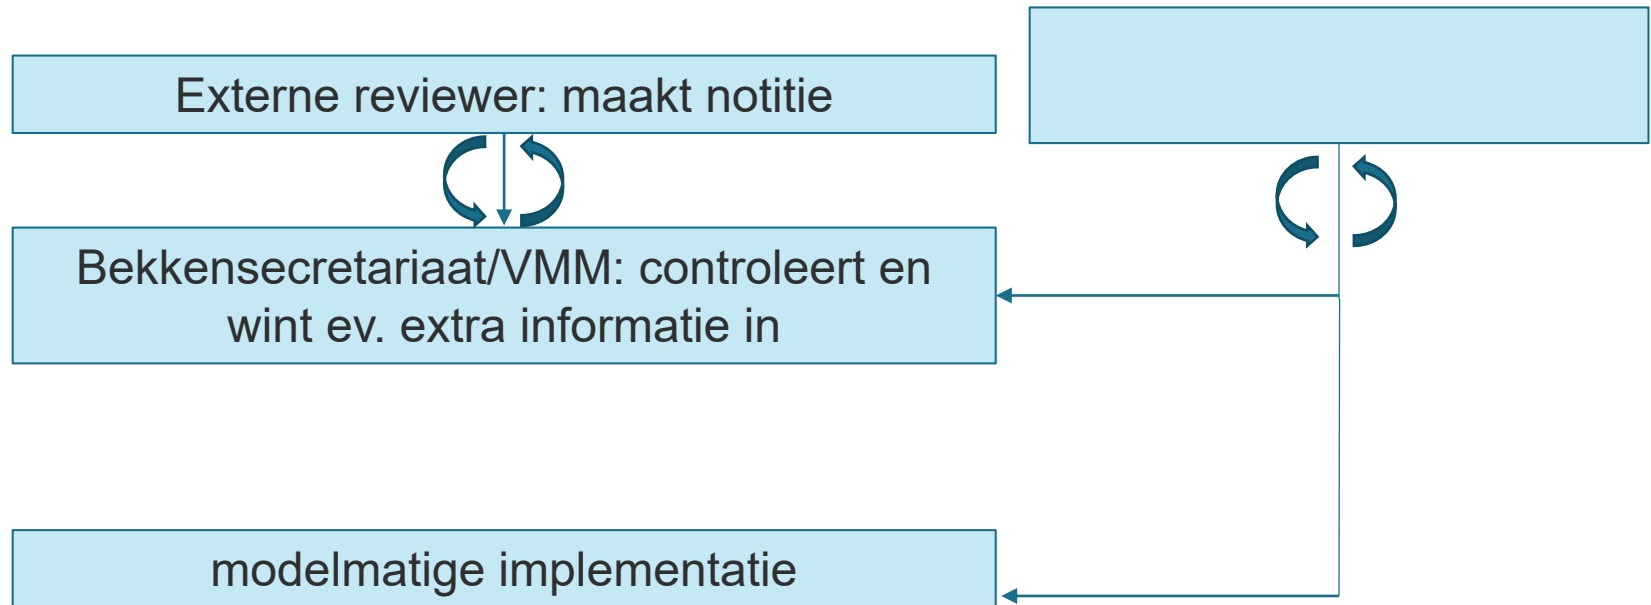 Externe reviewer: maakt notitie
Bekkensecretariaat/VMM: controleert en
wint ev. extra informatie in
modelmatige implementatie